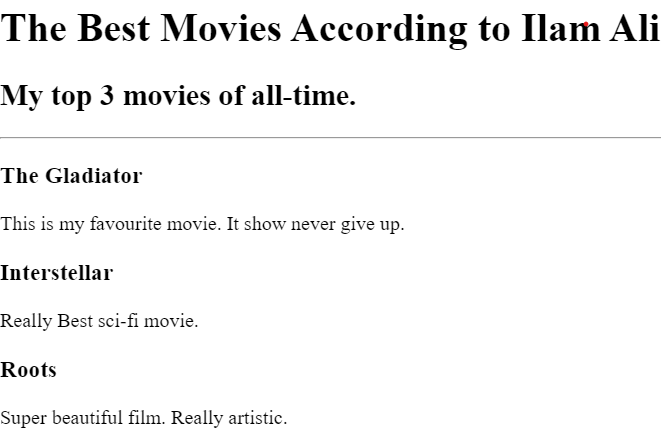 The Best Movies According to Ilam Ali
My top 3 movies of all-time.
The Gladiator
This is my favourite movie. It show never give up.
Interstellar
Really Best sci-fi movie.
Roots
Super beautiful film. Really artistic.